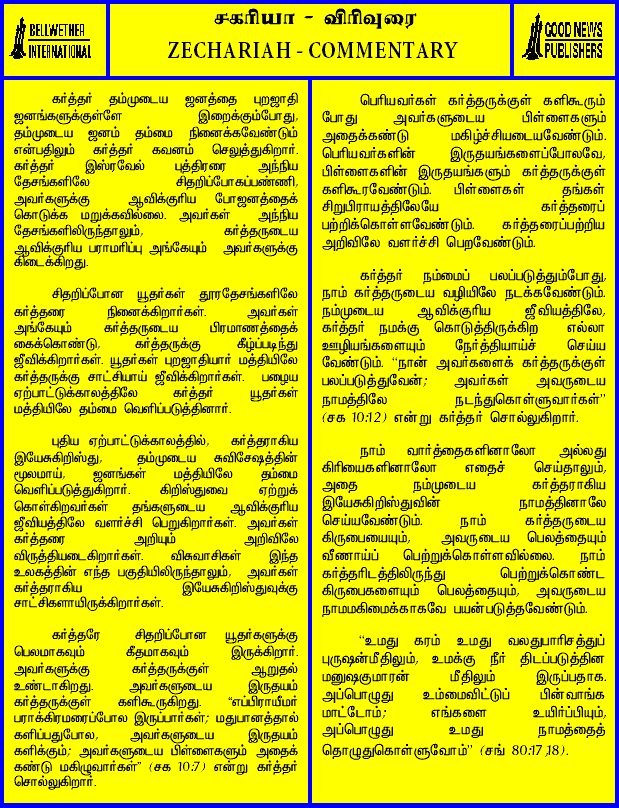 BELLWETHER
INTERNATIONAL
சகரியா - விரிவுரை
ZECHARIAH - COMMENTARY
GOOD NEWS
PUBLISHERS
கர்த்தர் தம்முடைய ஜனத்தை புறஜாதி
ஜனங்களுக்குள்ளே இறைக்கும்போது,
தம்முடைய ஜனம் தம்மை நினைக்கவேண்டும்
என்பதிலும் கர்த்தர் கவனம் செலுத்துகிறார்.
கர்த்தர் இஸ்ரவேல் புத்திரரை அந்நிய
தேசங்களிலே சிதறிப்போகப்பண்ணி,
அவர்களுக்கு ஆவிக்குரிய போஜனத்தைக்
கொடுக்க மறுக்கவில்லை. அவர்கள் அந்நிய
தேசங்களிலிருந்தாலும், கர்த்தருடைய
ஆவிக்குரிய பராமரிப்பு அங்கேயும் அவர்களுக்கு
கிடைக்கிறது.
சிதறிப்போன யூதர்கள் தூரதேசங்களிலே
கர்த்தரை நினைக்கிறார்கள். அவர்கள்
அங்கேயும் கர்த்தருடைய பிரமாணத்தைக்
கைக்கொண்டு, கர்த்தருக்கு கீழ்ப்படிந்து
ஜீவிக்கிறார்கள். யூதர்கள் புறஜாதியார் மத்தியிலே
கர்த்தருக்கு சாட்சியாய் ஜீவிக்கிறார்கள். பழைய
ஏற்பாட்டுக்காலத்திலே கர்த்தர் யூதர்கள்
மத்தியிலே தம்மை வெளிப்படுத்தினார்.
புதிய ஏற்பாட்டுக்காலத்தில், கர்த்தராகிய
இயேசுகிறிஸ்து, தம்முடைய சுவிசேஷத்தின்
மூலமாய், ஜனங்கள் மத்தியிலே தம்மை
வெளிப்படுத்துகிறார். கிறிஸ்துவை ஏற்றுக்
கொள்கிறவர்கள் தங்களுடைய ஆவிக்குரிய
ஜீவியத்திலே வளர்ச்சி பெறுகிறார்கள். அவர்கள்
கர்த்தரை அறியும் அறிவிலே
விருத்தியடைகிறார்கள். விசுவாசிகள் இந்த
உலகத்தின் எந்த பகுதியிலிருந்தாலும், அவர்கள்
கர்த்தராகிய இயேசுகிறிஸ்துவுக்கு
சாட்சிகளாயிருக்கிறார்கள்.
கர்த்தரே சிதறிப்போன யூதர்களுக்கு
பெலமாகவும் கீதமாகவும் இருக்கிறார்.
அவர்களுக்கு கர்த்தருக்குள் ஆறுதல்
உண்டாகிறது. அவர்களுடைய இருதயம்
கர்த்தருக்குள் களிகூருகிறது. “எப்பிராயீமர்
பராக்கிரமரைப்போல இருப்பார்கள்; மதுபானத்தால்
களிப்பதுபோல, அவர்களுடைய இருதயம்
களிக்கும்; அவர்களுடைய பிள்ளைகளும் அதைக்
கண்டு மகிழுவார்கள்” (சக 10:7) என்று கர்த்தர்
சொல்லுகிறார்.
பெரியவர்கள் கர்த்தருக்குள் களிகூரும்
போது அவர்களுடைய பிள்ளைகளும்
அதைக்கண்டு மகிழ்ச்சியடையவேண்டும்.
பெரியவர்களின் இருதயங்களைப்போலவே,
பிள்ளைகளின் இருதயங்களும் கர்த்தருக்குள்
களிகூரவேண்டும். பிள்ளைகள் தங்கள்
சிறுபிராயத்திலேயே கர்த்தரைப்
பற்றிக்கொள்ளவேண்டும். கர்த்தரைப்பற்றிய
அறிவிலே வளர்ச்சி பெறவேண்டும்.
கர்த்தர் நம்மைப் பலப்படுத்தும்போது,
நாம் கர்த்தருடைய வழியிலே நடக்கவேண்டும்.
நம்முடைய ஆவிக்குரிய ஜீவியத்திலே,
கர்த்தர் நமக்கு கொடுத்திருக்கிற எல்லா
ஊழியங்களையும் நேர்த்தியாய்ச் செய்ய
வேண்டும். “நான் அவர்களைக் கர்த்தருக்குள்
பலப்படுத்துவேன்; அவர்கள் அவருடைய
நாமத்திலே நடந்துகொள்ளுவார்கள்”
(சக 10:12) என்று கர்த்தர் சொல்லுகிறார்.
நாம் வார்த்தைகளினாலோ அல்லது
கிரியைகளினாலோ எதைச் செய்தாலும்,
அதை நம்முடைய கர்த்தராகிய
இயேசுகிறிஸ்துவின் நாமத்தினாலே
செய்யவேண்டும். நாம் கர்த்தருடைய
கிருபையையும், அவருடைய பெலத்தையும்
வீணாய்ப் பெற்றுக்கொள்ளவில்லை. நாம்
கர்த்தரிடத்திலிருந்து பெற்றுக்கொண்ட
கிருபைகளையும் பெலத்தையும், அவருடைய
நாமமகிமைக்காகவே பயன்படுத்தவேண்டும்.
“உமது கரம் உமது வலதுபாரிசத்துப்
புருஷன்மீதிலும், உமக்கு நீர் திடப்படுத்தின
மனுஷகுமாரன் மீதிலும் இருப்பதாக.
அப்பொழுது உம்மைவிட்டுப் பின்வாங்க
மாட்டோம்; எங்களை உயிர்ப்பியும்,
அப்பொழுது உமது நாமத்தைத்
தொழுதுகொள்ளுவோம்” (சங் 80:17,18).